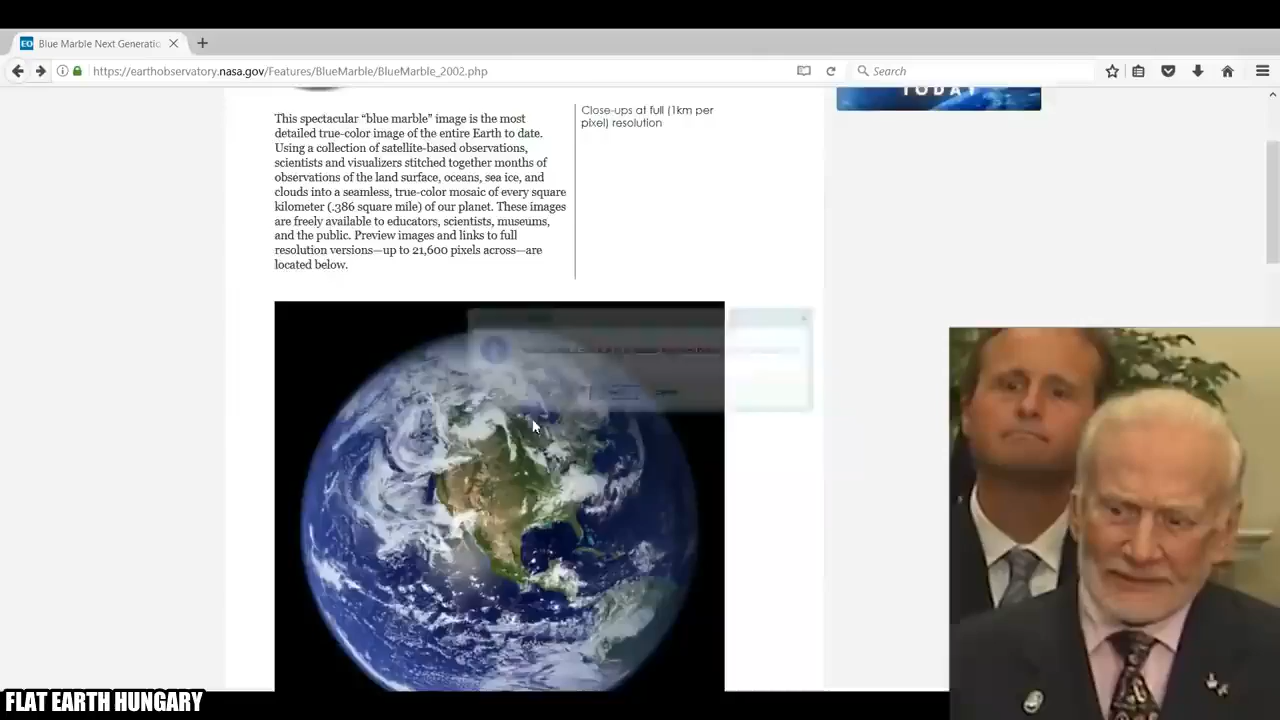 Blue Marble Next Generatio
https://earthobservatory.nasa.gov/Features/BlueMarble/BlueMarble_2002.php
Search
TODAY
This spectacular “blue marble” image is the most
detailed true-color image of the entire Earth to date.
Using a collection of satellite-based observations,
scientists and visualizers stitched together months of
observations of the land surface, oceans, sea ice, and
clouds into a seamless, true-color mosaic of every square
kilometer (.386 square mile) of our planet. These images
are freely available to educators, scientists, museums,
and the public. Preview images and links to full
resolution versions—up to 21,600 pixels across—are
located below.
Close-ups at full (1km per
pixel) resolution
FLAT EARTH HUNGARY